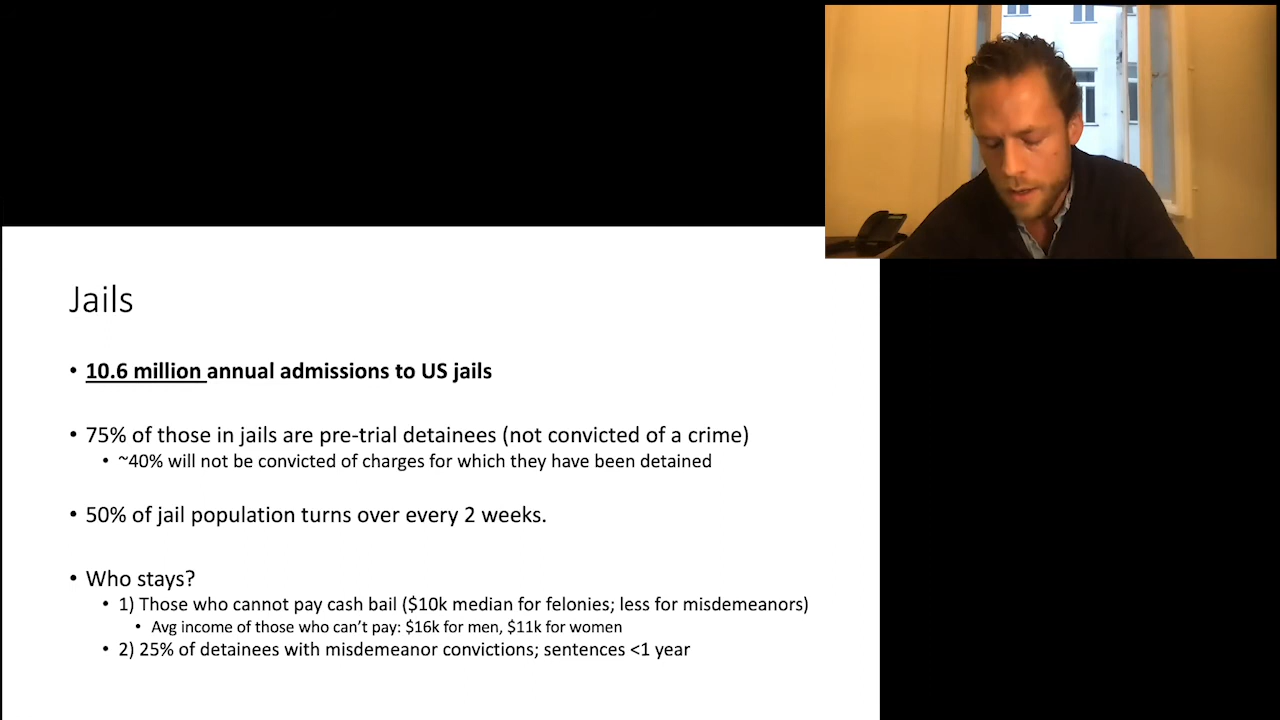 Jails
• 10.6 million annual admissions to US jails
• 75% of those in jails are pre-trial detainees (not convicted of a crime)
• ~40% will not be convicted of charges for which they have been detained
• 50% of jail population turns over every 2 weeks.
• Who stays?
• 1) Those who cannot pay cash bail ($10k median for felonies; less for misdemeanors)
• Avg income of those who can’t pay: $16k for men, $11k for women
• 2) 25% of detainees with misdemeanor convictions; sentences <1 year